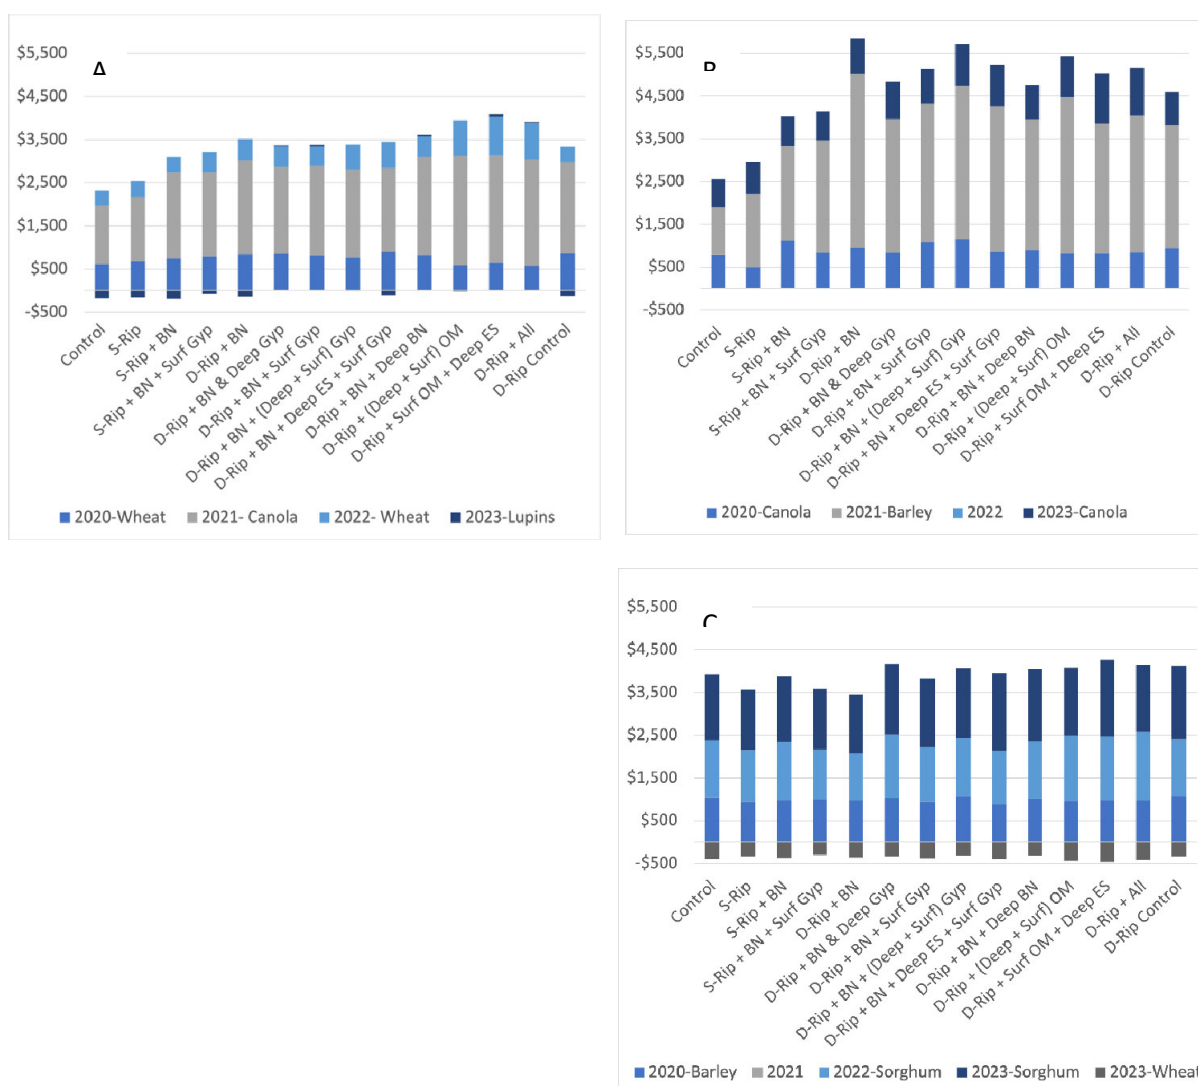 $5,500
A
$4,500
$3,500
$2,500
$1,500
$500
-$500
Control
S-Rip
S-Rip + BN
S-Rip + BN + Surf Gyp
D-Rip + BN
D-Rip + BN & Deep Gyp
D-Rip + BN + Surf Gyp
D-Rip + BN + (Deep + Surf) Gyp
D-Rip + BN + Deep ES + Surf Gyp
D-Rip + BN + Deep BN
D-Rip + (Deep + Surf) OM
D-Rip + Surf OM + Deep ES
D-Rip + All
D-Rip Control
2020-Wheat 2021- Canola 2022- Wheat 2023-Lupins
$5,500
B
$4,500
$3,500
$2,500
$1,500
$500
-$500
Control
S-Rip
S-Rip + BN
S-Rip + BN + Surf Gyp
D-Rip + BN
D-Rip + BN & Deep Gyp
D-Rip + BN + Surf Gyp
D-Rip + BN + (Deep + Surf) Gyp
D-Rip + BN + Deep ES + Surf Gyp
D-Rip + BN + Deep BN
D-Rip + (Deep + Surf) OM
D-Rip + Surf OM + Deep ES
D-Rip + All
D-Rip Control
2020-Canola 2021-Barley 2022 2023-Canola
$5,500
C
$4,500
$3,500
$2,500
$1,500
$500
-$500
Control
S-Rip
S-Rip + BN
S-Rip + BN + Surf Gyp
D-Rip + BN
D-Rip + BN & Deep Gyp
D-Rip + BN + Surf Gyp
D-Rip + BN + (Deep + Surf) Gyp
D-Rip + BN + Deep ES + Surf Gyp
D-Rip + BN + Deep BN
D-Rip + (Deep + Surf) OM
D-Rip + Surf OM + Deep ES
D-Rip + All
D-Rip Control
2020-Barley 2021 2022-Sorghum 2023-Sorghum 2023-Wheat